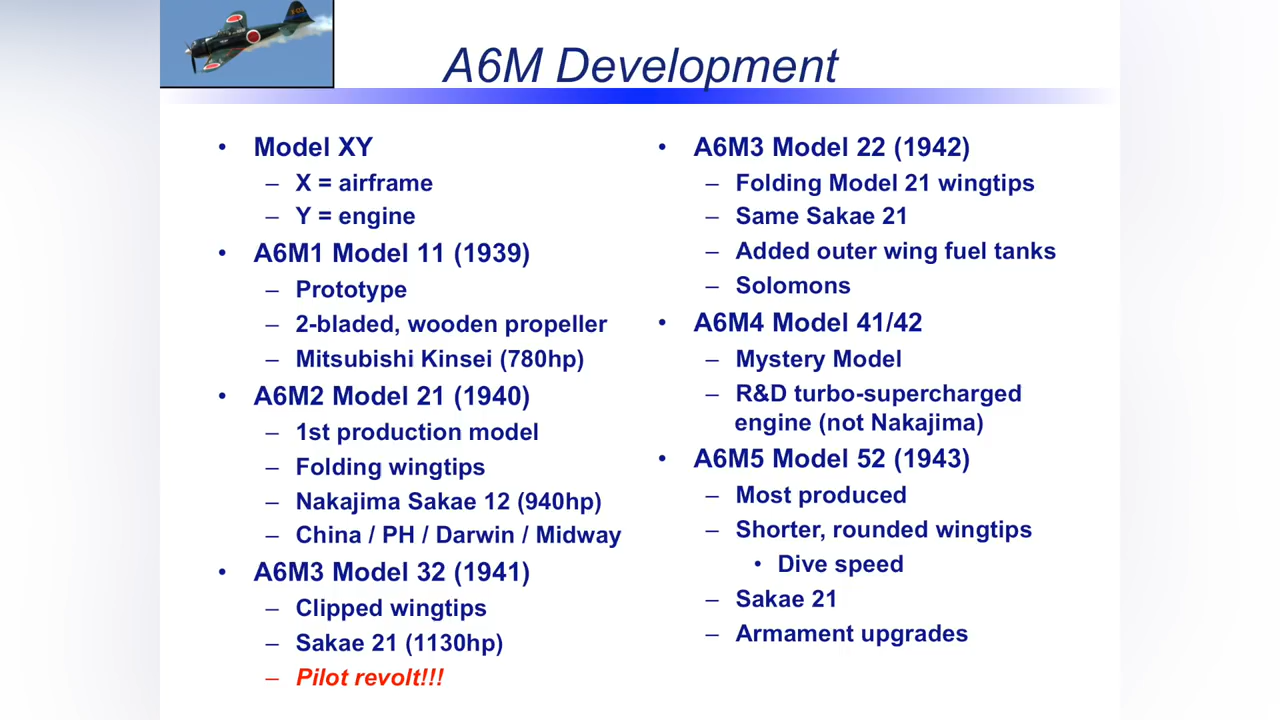 A6M Development
• Model XY
– X = airframe
– Y = engine
• A6M1 Model 11 (1939)
– Prototype
– 2-bladed, wooden propeller
– Mitsubishi Kinsei (780hp)
• A6M2 Model 21 (1940)
– 1st production model
– Folding wingtips
– Nakajima Sakae 12 (940hp)
– China / PH / Darwin / Midway
• A6M3 Model 32 (1941)
– Clipped wingtips
– Sakae 21 (1130hp)
– Pilot revolt!!!
• A6M3 Model 22 (1942)
– Folding Model 21 wingtips
– Same Sakae 21
– Added outer wing fuel tanks
– Solomons
• A6M4 Model 41/42
– Mystery Model
– R&D turbo-supercharged
engine (not Nakajima)
• A6M5 Model 52 (1943)
– Most produced
– Shorter, rounded wingtips
• Dive speed
– Sakae 21
– Armament upgrades